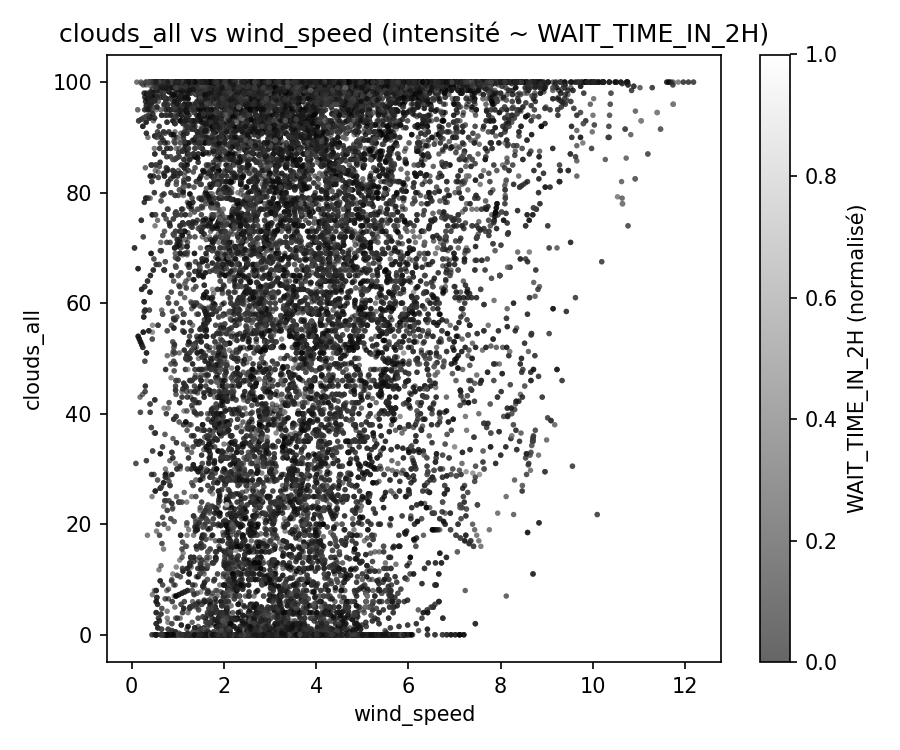 clouds_all vs wind_speed (intensité ~ WAIT_TIME_IN_2H)
100
80
60
40
20
0
clouds_all
0 2 4 6 8 10 12
wind_speed
1.0
0.8
0.6
0.4
0.2
0.0
WAIT_TIME_IN_2H (normalisé)